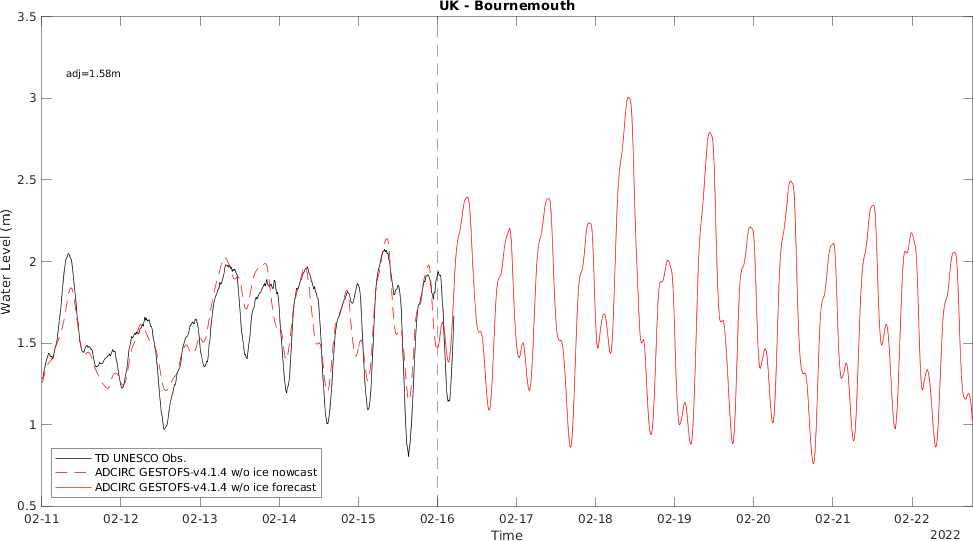 UK - Bournemouth
3.5
3
2.5
2
1.5
1
0.5
Water Level (m)
adj=1.58m
TD UNESCO Obs.
ADCIRC GESTOFS-v4.1.4 w/o ice nowcast
ADCIRC GESTOFS-v4.1.4 w/o ice forecast
02-11 02-12 02-13 02-14 02-15 02-16 02-17 02-18 02-19 02-20 02-21 02-22
Time
2022